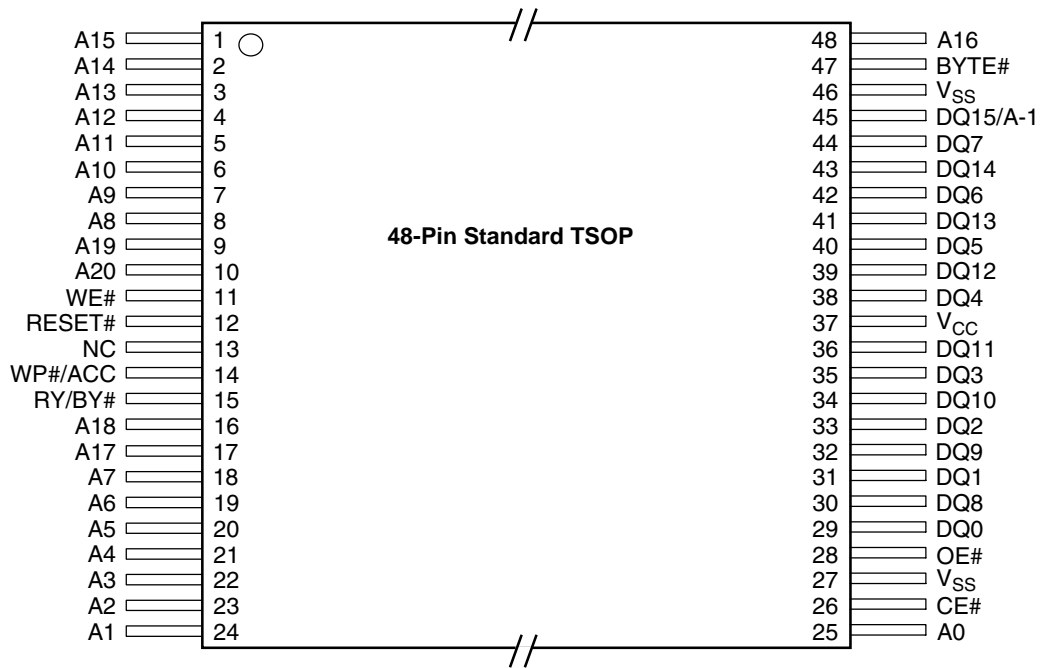 A15 1 48 A16
A14 2 47 BYTE#
A13 3 46 VSS
A12 4 45 DQ15/A-1
A11 5 44 DQ7
A10 6 43 DQ14
A9 7 42 DQ6
A8 8 41 DQ13
48-Pin Standard TSOP
A19 9 40 DQ5
A20 10 39 DQ12
WE# 11 38 DQ4
RESET# 12 37 VCC
NC 13 36 DQ11
WP#/ACC 14 35 DQ3
RY/BY# 15 34 DQ10
A18 16 33 DQ2
A17 17 32 DQ9
A7 18 31 DQ1
A6 19 30 DQ8
A5 20 29 DQ0
A4 21 28 OE#
A3 22 27 VSS
A2 23 26 CE#
A1 24 25 A0